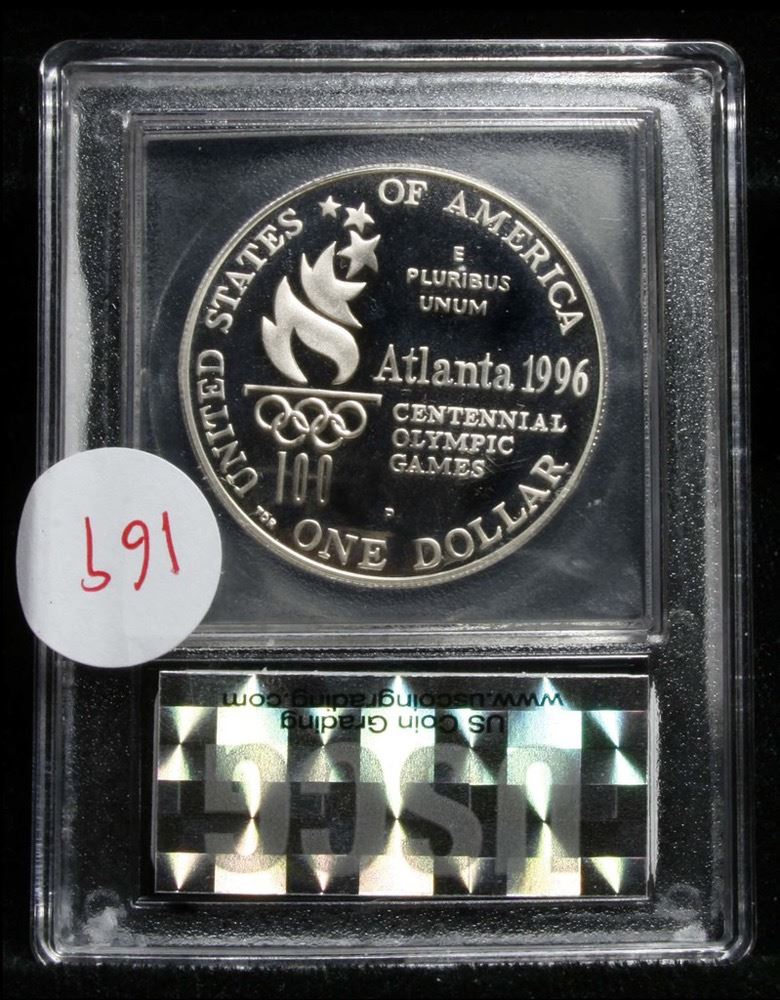 UNITED STATES OF AMERICA
E
PLURIBUS
UNUM
Atlanta 1996
CENTENNIAL
OLYMPIC
GAMES
100
P
ONE DOLLAR
169
USCG
US Coin Grading
www.uscoingrading.com